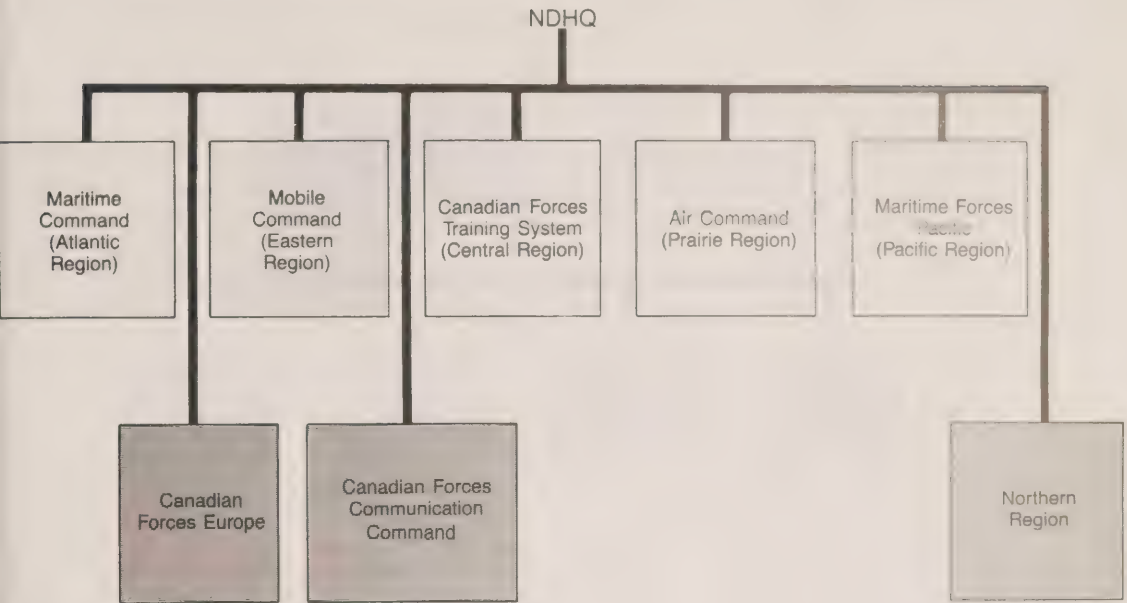 NDHQ
Maritime
Command
(Atlantic
Region)
Mobile
Command
(Eastern
Region)
Canadian Forces
Training System
(Central Region)
Air Command
(Prairie Region)
Maritime Forces
Pacific
(Pacific Region)
Canadian
Forces Europe
Canadian Forces
Communication
Command
Northern
Region